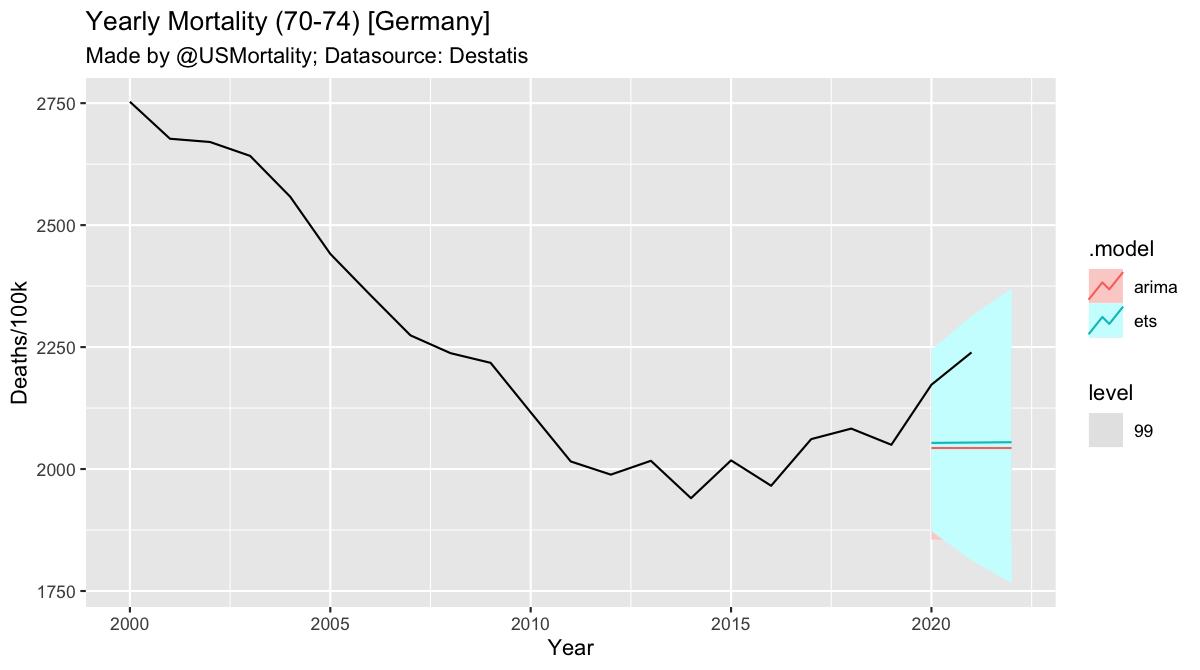 Yearly Mortality (70-74) [Germany]
Made by @USMortality; Datasource: Destatis
Deaths/100k
2750
2500
2250
2000
1750
2000 2005 2010 2015 2020
Year
.model
arima
ets
level
99